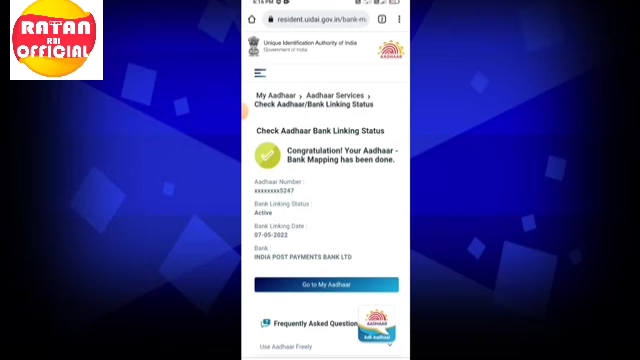 RATAN
RBI
OFFICIAL
6:16 PM
resident.uidai.gov.in/bank-m
Unique Identification Authority of India
Government of India
AADHAAR
My Aadhaar > Aadhaar Services >
Check Aadhaar/Bank Linking Status
Check Aadhaar Bank Linking Status
Congratulation! Your Aadhaar -
Bank Mapping has been done.
Aadhaar Number :
xxxxxxxx5247
Bank Linking Status :
Active
Bank Linking Date :
07-05-2022
Bank :
INDIA POST PAYMENTS BANK LTD
Go to My Aadhaar
Frequently Asked Question
AADHAAR
Ask Aadhaar
Use Aadhaar Freely